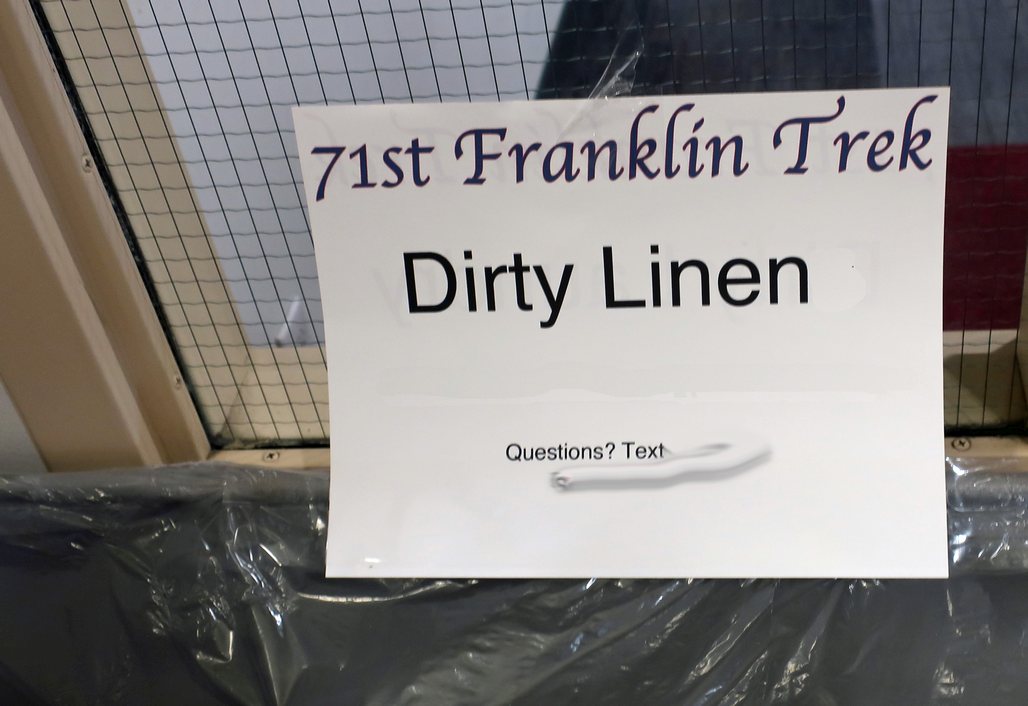 71st Franklin Trek
Dirty Linen
Questions? Text